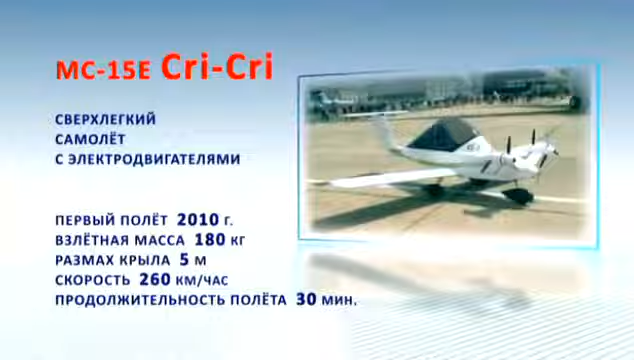 MC-15E Cri-Cri
СВЕРХЛЕГКИЙ
САМОЛЁТ
С ЭЛЕКТРОДВИГАТЕЛЯМИ
ПЕРВЫЙ ПОЛЁТ 2010 г.
ВЗЛЁТНАЯ МАССА 180 КГ
РАЗМАХ КРЫЛА 5 М
СКОРОСТЬ 260 КМ/ЧАС
ПРОДОЛЖИТЕЛЬНОСТЬ ПОЛЁТА 30 МИН.